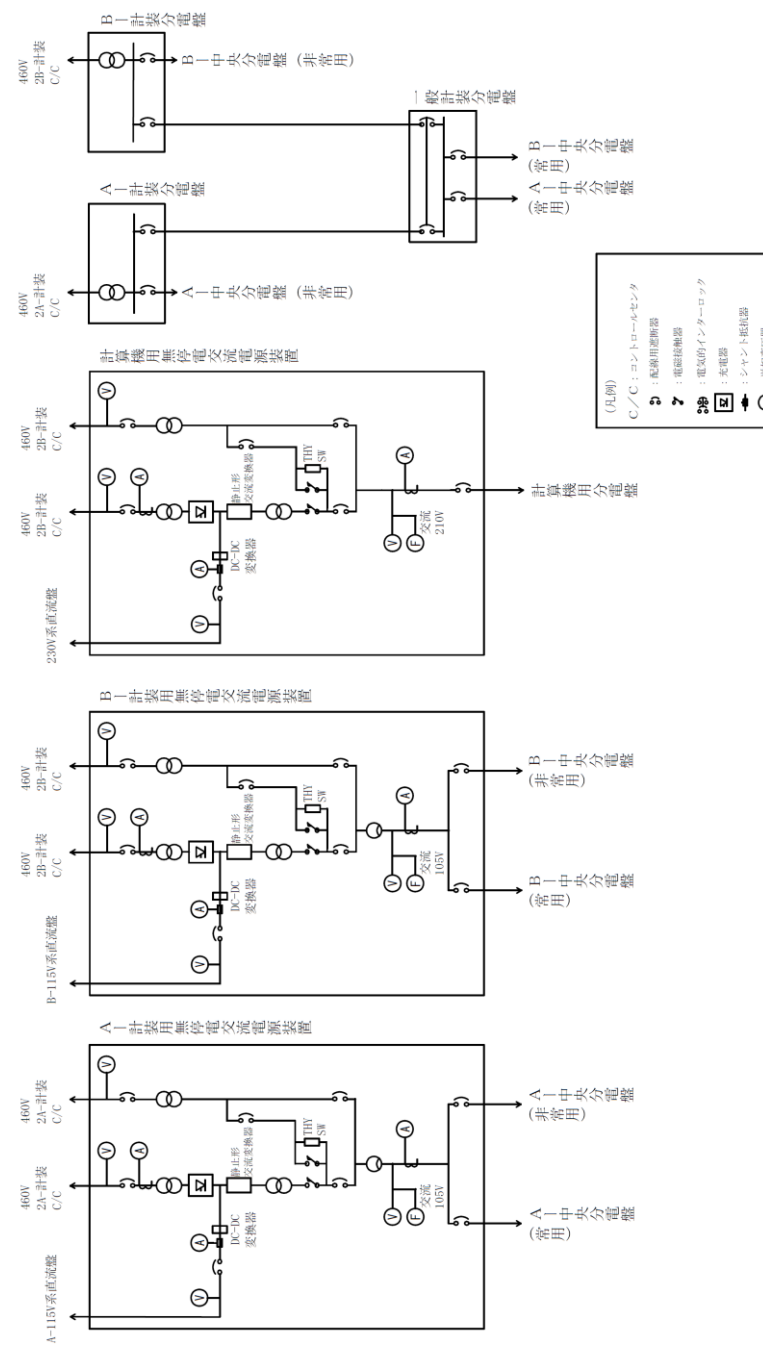 A-115V系直流盤
460V
2A-計装
C/C
460V
2A-計装
C/C
A－計装用無停電交流電源装置
V
V
V
A
A
DC-DC
変換器
静止形
交流変換器
THY
SW
V
F
交流
105V
A
A－中央分電盤
(常用)
A－中央分電盤
(非常用)
B-115V系直流盤
460V
2B-計装
C/C
460V
2B-計装
C/C
B－計装用無停電交流電源装置
V
V
V
A
A
DC-DC
変換器
静止形
交流変換器
THY
SW
V
F
交流
105V
A
B－中央分電盤
(常用)
B－中央分電盤
(非常用)
230V系直流盤
460V
2B-計装
C/C
460V
2B-計装
C/C
計算機用無停電交流電源装置
V
V
V
A
A
DC-DC
変換器
静止形
交流変換器
THY
SW
V
F
交流
210V
A
計算機用分電盤
460V
2A-計装
C/C
A－計装分電盤
A－中央分電盤 (非常用)
460V
2B-計装
C/C
B－計装分電盤
B－中央分電盤 (非常用)
一般計装分電盤
A－中央分電盤
(常用)
B－中央分電盤
(常用)
(凡例)
C／C：コントロールセンタ
：配線用遮断器
：電磁接触器
：電気的インターロック
：充電器
：シャント抵抗器